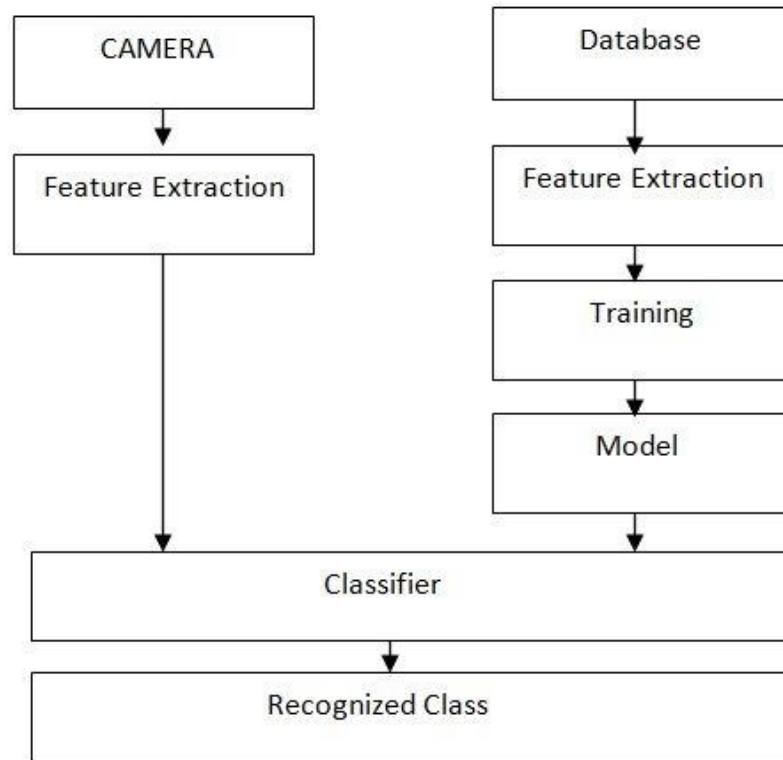 CAMERA
Database
Feature Extraction
Feature Extraction
Training
Model
Classifier
Recognized Class